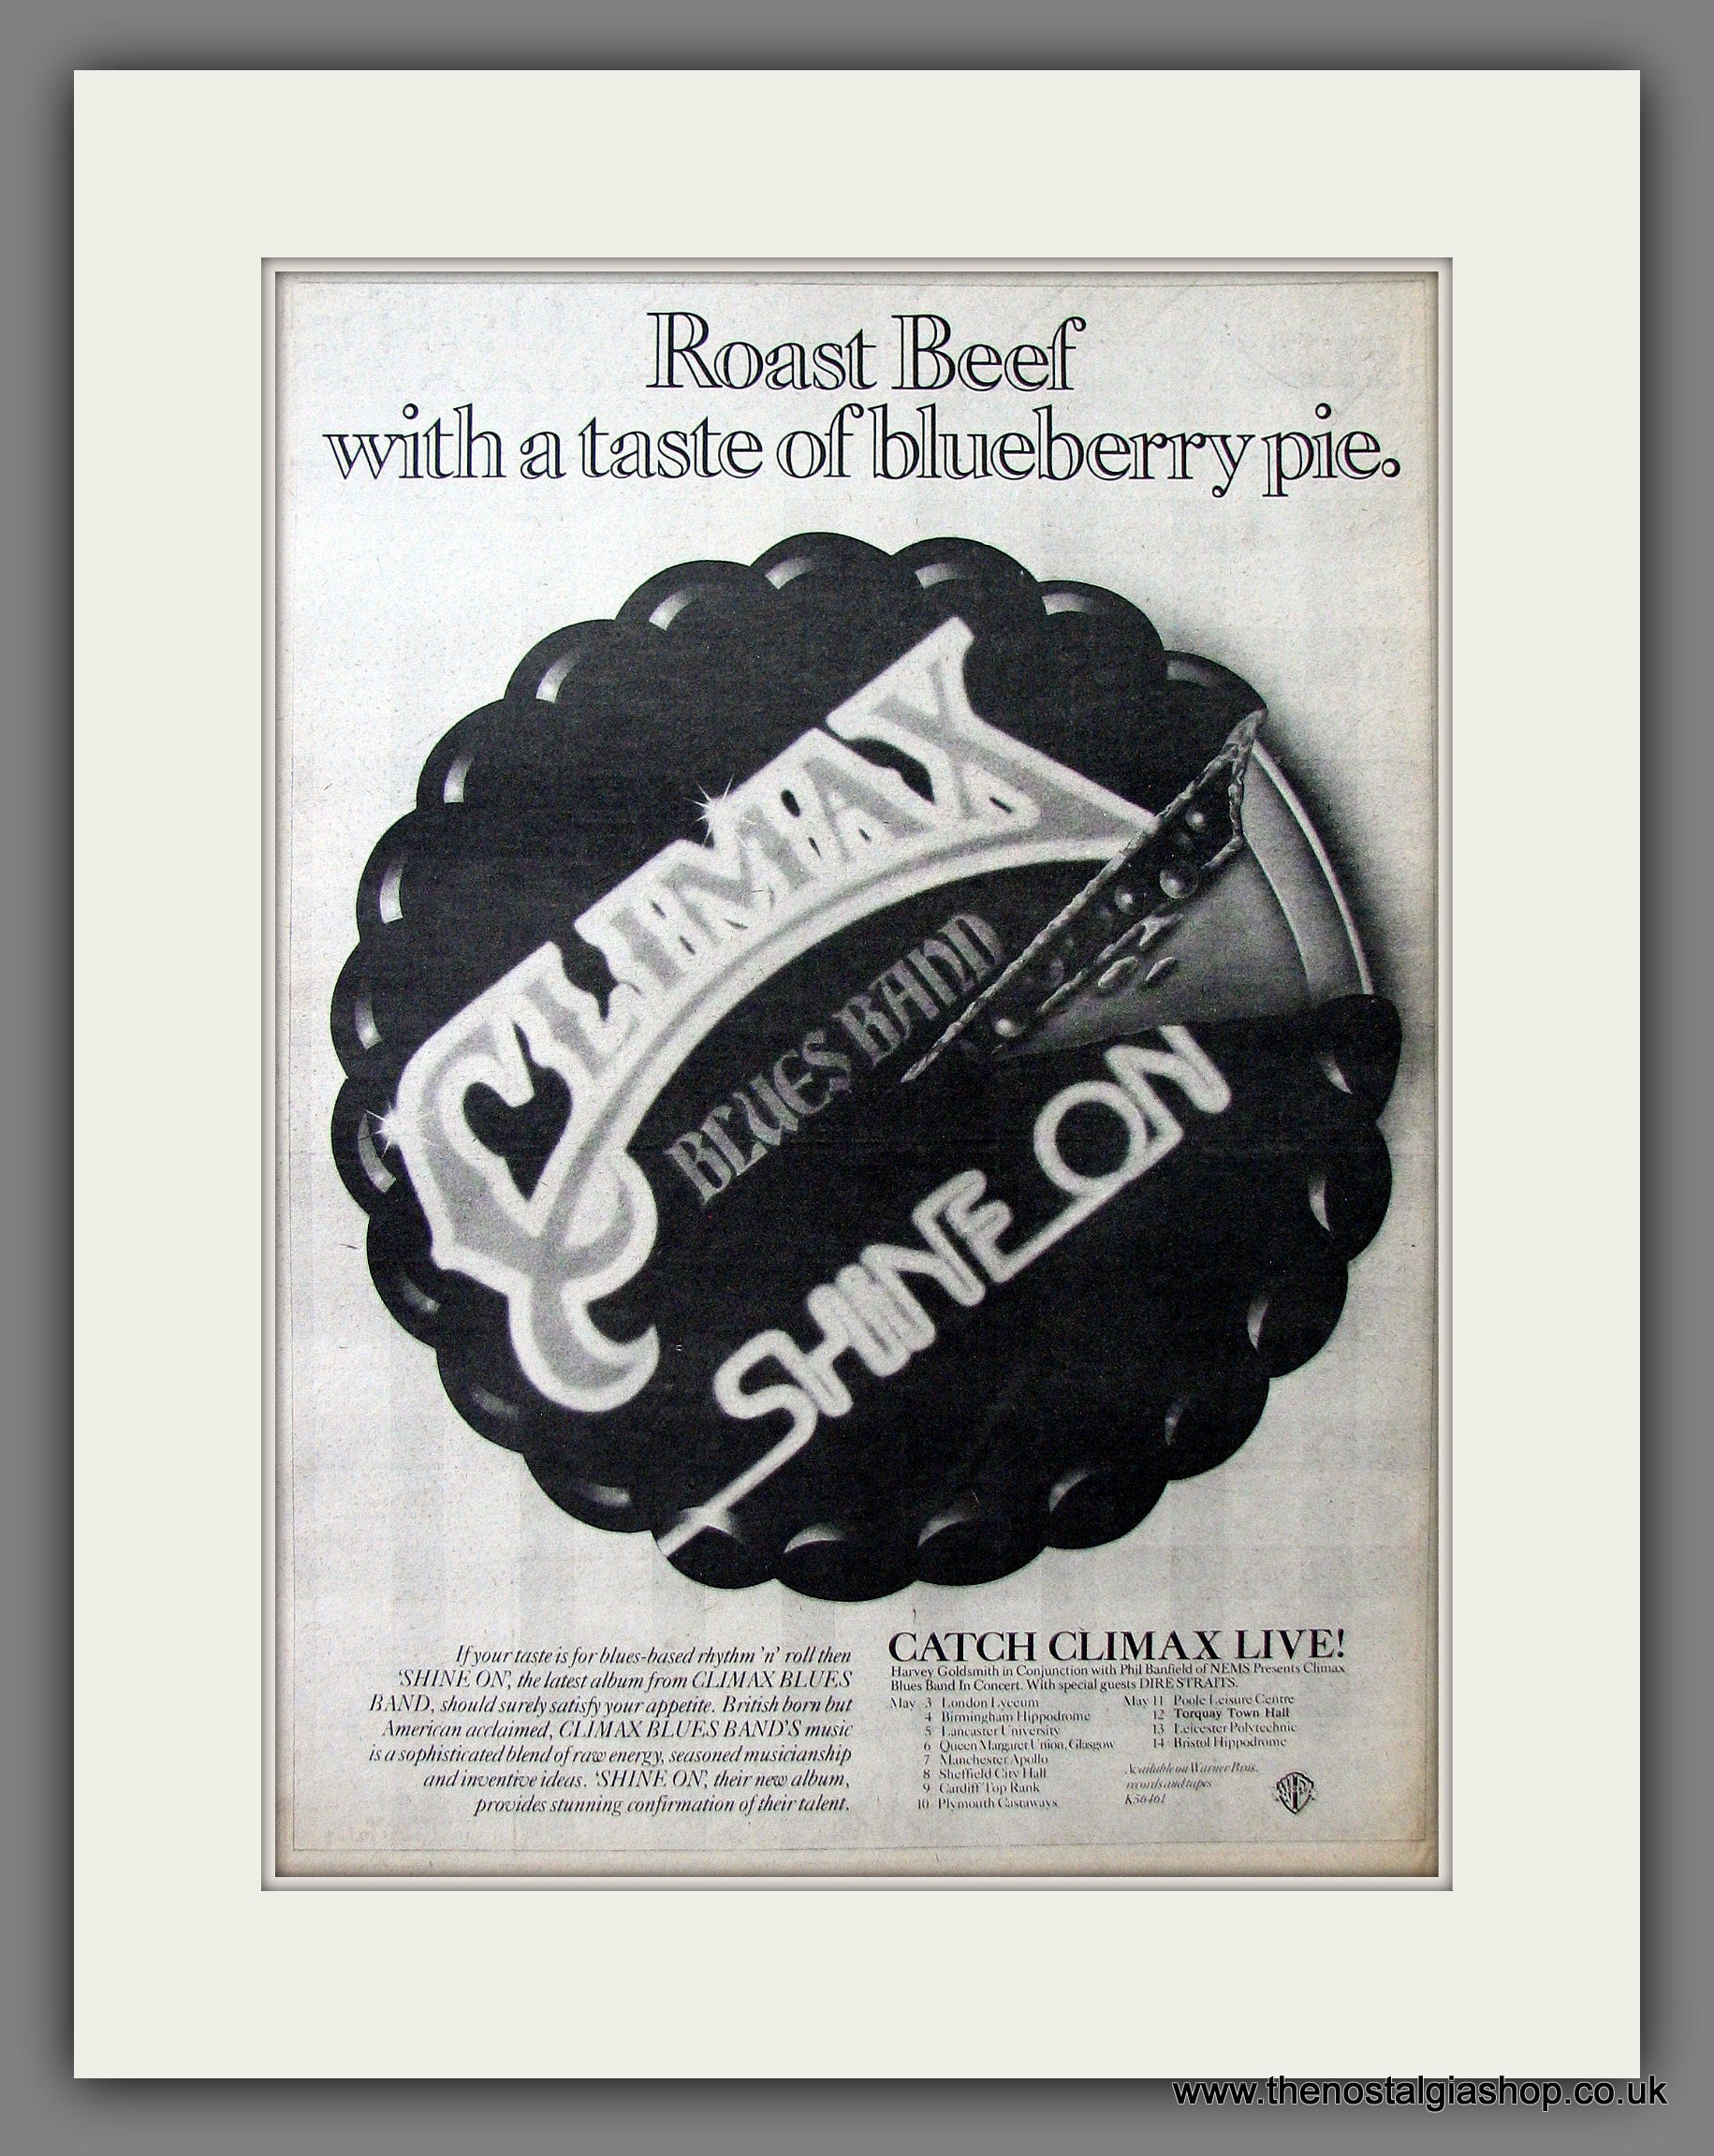 Roast Beef
with a taste of blueberry pie.
CLIMAX
BLUES BAND
SHINE ON
If your taste is for blues-based rhythm 'n' roll then
'SHINE ON', the latest album from CLIMAX BLUES
BAND, should surely satisfy your appetite. British born but
American acclaimed, CLIMAX BLUES BAND'S music
is a sophisticated blend of raw energy, seasoned musicianship
and inventive ideas. 'SHINE ON', their new album,
provides stunning confirmation of their talent.
CATCH CLIMAX LIVE!
Harvey Goldsmith in Conjunction with Phil Banfield of NEMS Presents Climax
Blues Band In Concert. With special guests DIRE STRAITS.
May 3 London Lyceum
4 Birmingham Hippodrome
5 Lancaster University
6 Queen Margaret Union, Glasgow
7 Manchester Apollo
8 Sheffield City Hall
9 Cardiff Top Rank
10 Plymouth Castaways
May 11 Poole Leisure Centre
12 Torquay Town Hall
13 Leicester Polytechnic
14 Bristol Hippodrome
Available on Warner Bros.
records and tapes
K56461
WB
www.thenostalgiashop.co.uk